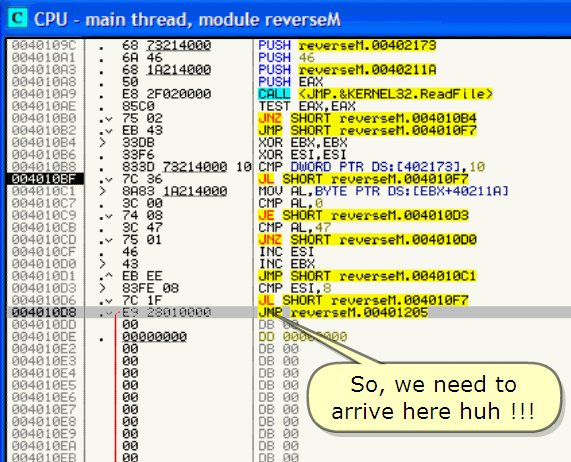 C CPU - main thread, module reverseM
0040109C . 68 73214000 PUSH reverseM.00402173
004010A1 . 6A 46 PUSH 46
004010A3 . 68 1A214000 PUSH reverseM.0040211A
004010A8 . 50 PUSH EAX
004010A9 . E8 2F020000 CALL <JMP.&KERNEL32.ReadFile>
004010AE . 85C0 TEST EAX,EAX
004010B0 .v 75 02 JNZ SHORT reverseM.004010B4
004010B2 .v EB 43 JMP SHORT reverseM.004010F7
004010B4 > 33DB XOR EBX,EBX
004010B6 . 33F6 XOR ESI,ESI
004010B8 . 833D 73214000 10 CMP DWORD PTR DS:[402173],10
004010BF .v 7C 36 JL SHORT reverseM.004010F7
004010C1 > 8A83 1A214000 MOV AL,BYTE PTR DS:[EBX+40211A]
004010C7 . 3C 00 CMP AL,0
004010C9 .v 74 08 JE SHORT reverseM.004010D3
004010CB . 3C 47 CMP AL,47
004010CD .v 75 01 JNZ SHORT reverseM.004010D0
004010CF . 46 INC ESI
004010D0 > 43 INC EBX
004010D1 .^ EB EE JMP SHORT reverseM.004010C1
004010D3 > 83FE 08 CMP ESI,8
004010D6 .v 7C 1F JL SHORT reverseM.004010F7
004010D8 .v E9 28010000 JMP reverseM.00401205
004010DD 00 DB 00
004010DE . 00000000 DD 00000000
004010E2 00 DB 00
004010E3 00 DB 00
004010E4 00 DB 00
004010E5 00 DB 00
004010E6 00 DB 00
004010E7 00 DB 00
004010E8 00 DB 00
004010E9 00 DB 00
004010EA 00 DB 00
004010EB 00 DB 00
So, we need to
arrive here huh !!!